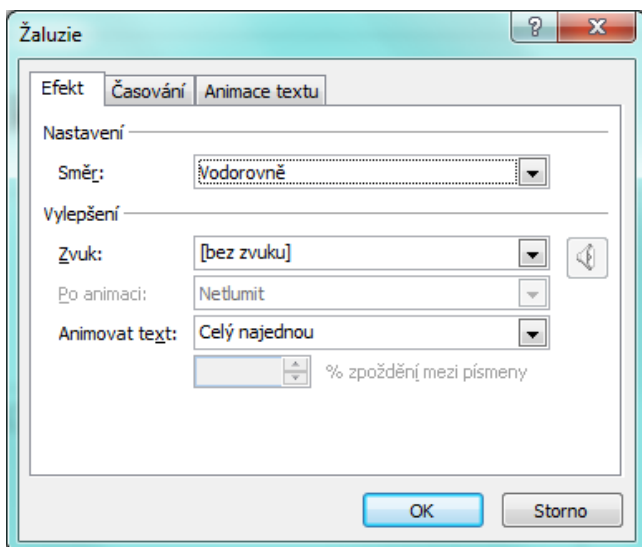 Žaluzie
Efekt Časování Animace textu
Nastavení
Směr: Vodorovně
Vylepšení
Zvuk: [bez zvuku]
Po animaci: Netlumit
Animovat text: Celý najednou
% zpoždění mezi písmeny
OK Storno